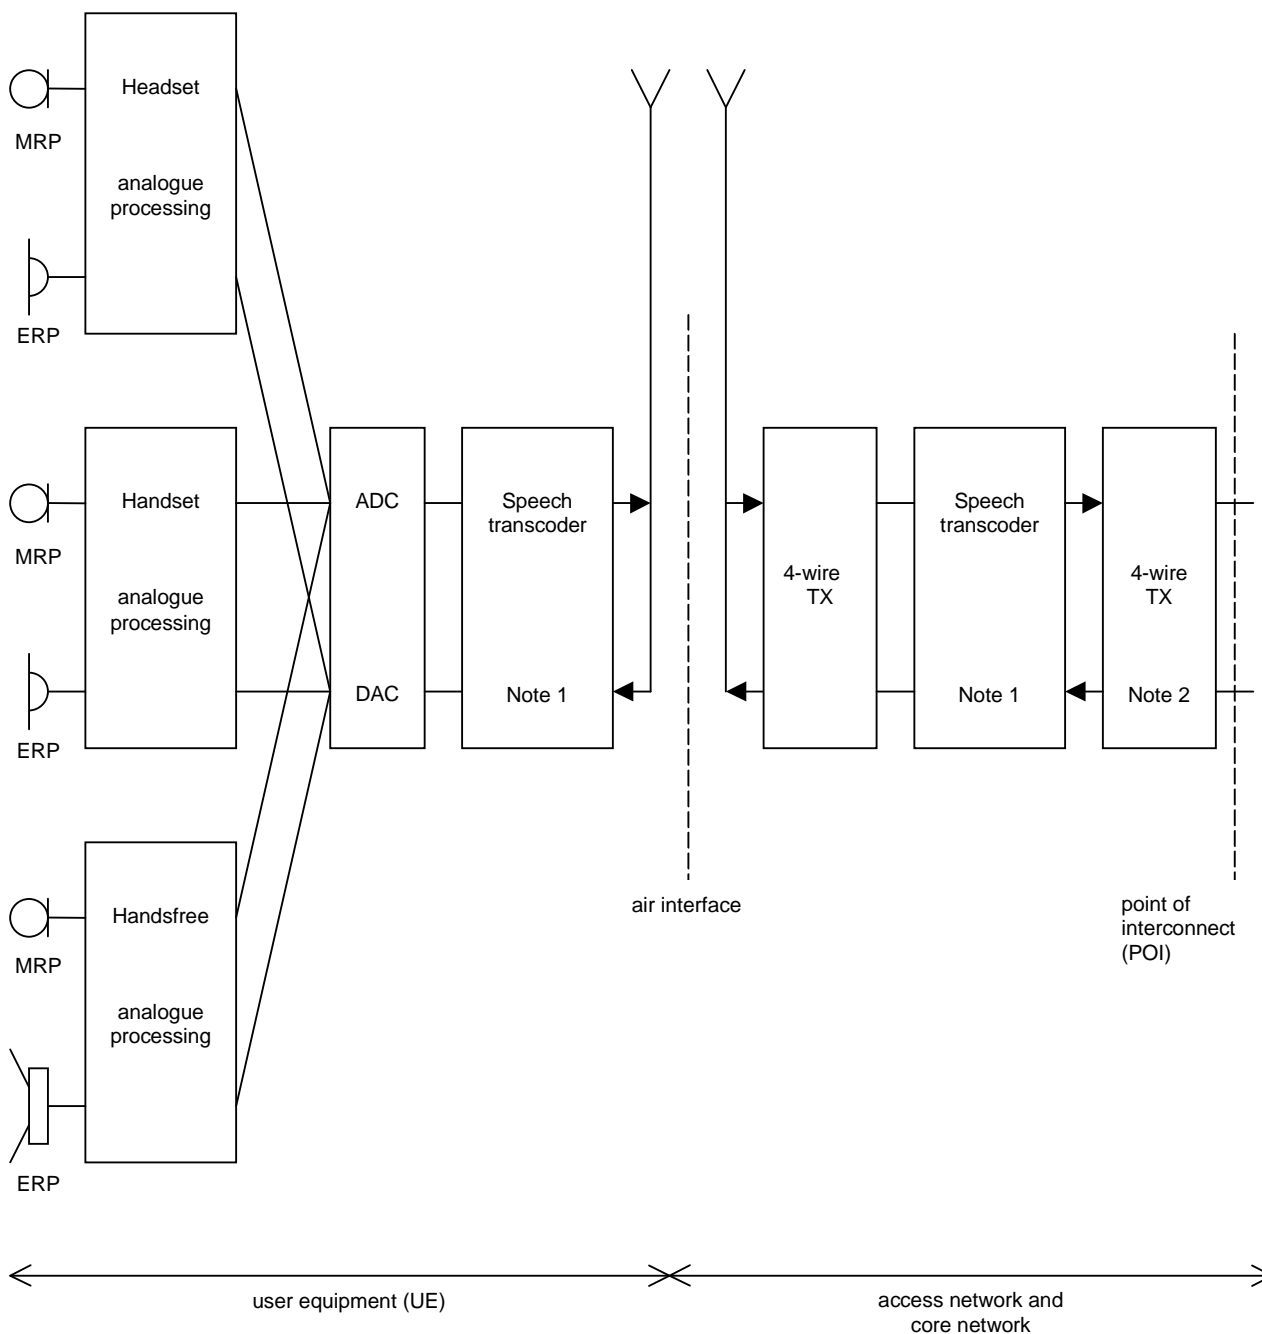 Headset
MRP
analogue
processing
ERP
Handset
MRP
analogue
processing
ERP
ADC
DAC
Speech
transcoder
Note 1
4-wire
TX
Speech
transcoder
Note 1
4-wire
TX
Note 2
Handsfree
MRP
analogue
processing
ERP
air interface
point of
interconnect
(POI)
user equipment (UE)
access network and
core network